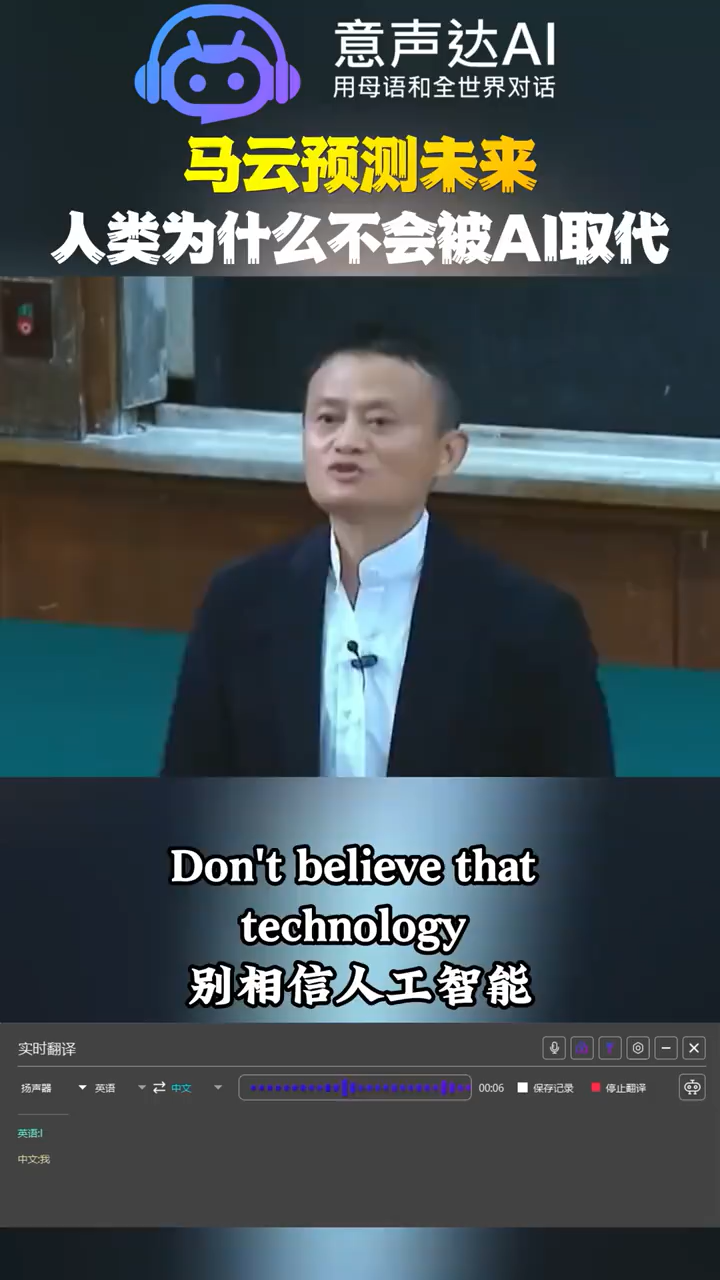 意声达AI
用母语和全世界对话
马云预测未来
人类为什么不会被AI取代
Don't believe that
technology
别相信人工智能
实时翻译
扬声器 英语 中文 00:06 保存记录 停止翻译
英语:I
中文:我